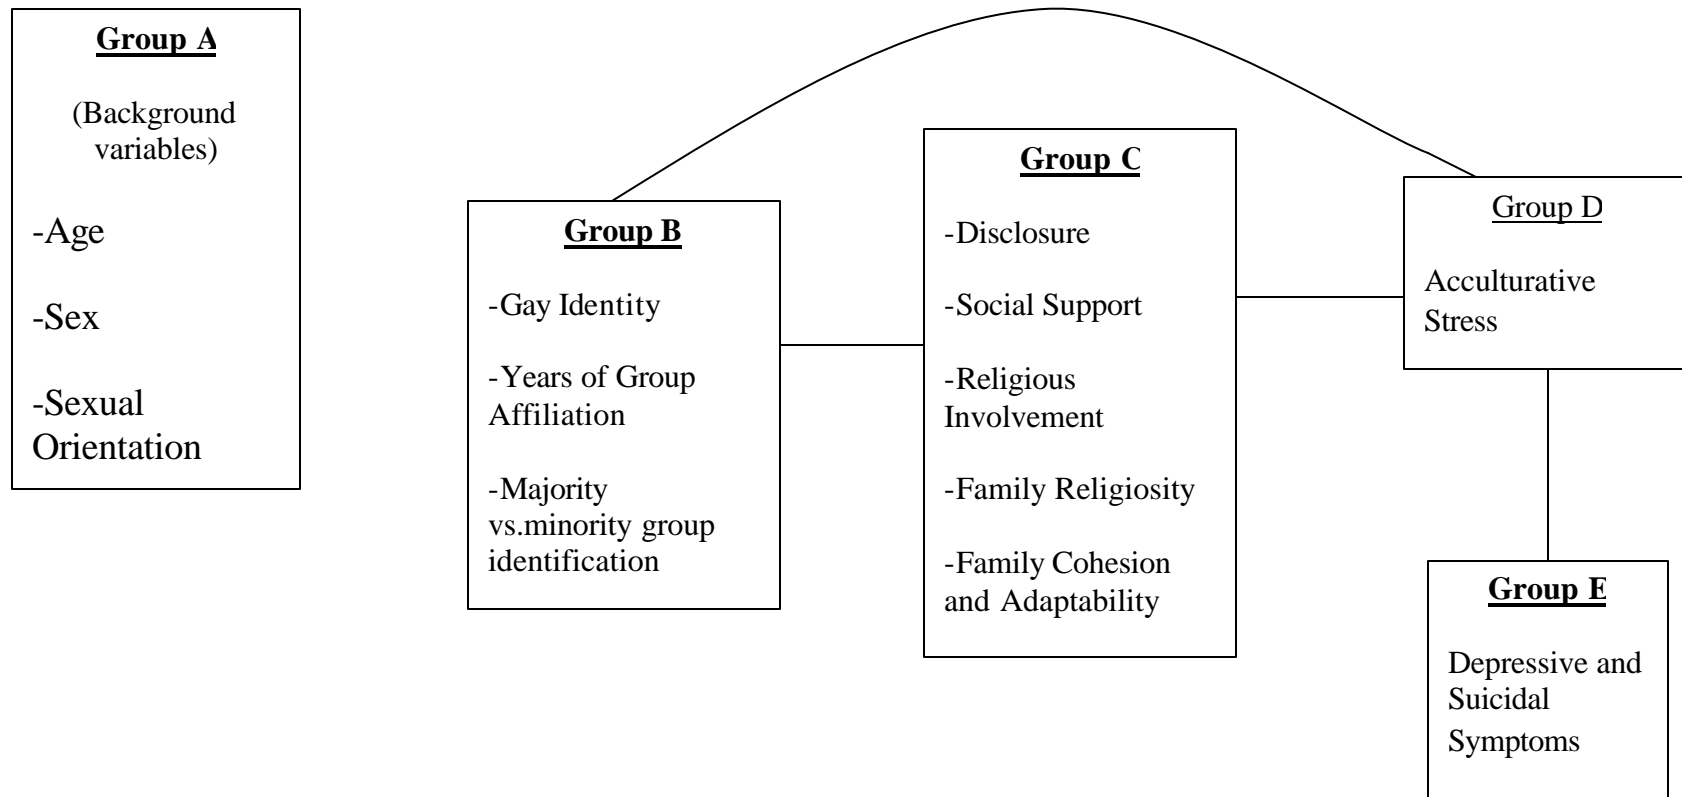 Group A
(Background
variables)
-Age
-Sex
-Sexual
Orientation
Group B
-Gay Identity
-Years of Group
Affiliation
-Majority
vs.minority group
identification
Group C
-Disclosure
-Social Support
-Religious
Involvement
-Family Religiosity
-Family Cohesion
and Adaptability
Group D
Acculturative
Stress
Group E
Depressive and
Suicidal
Symptoms